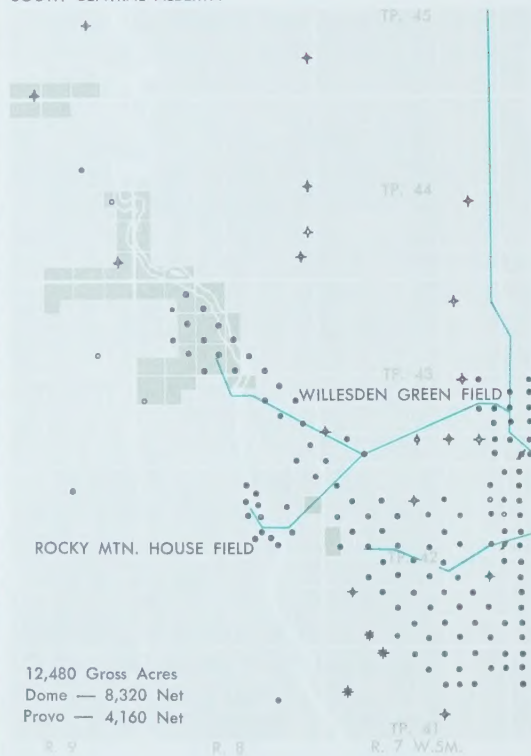 SOUTH CENTRAL ALBERTA
TP. 45
TP. 44
TP. 43
WILLESDEN GREEN FIELD
ROCKY MTN. HOUSE FIELD
TP. 42
12,480 Gross Acres
Dome — 8,320 Net
Provo — 4,160 Net
TP. 41
R. 9
R. 8
R. 7 W.5M.